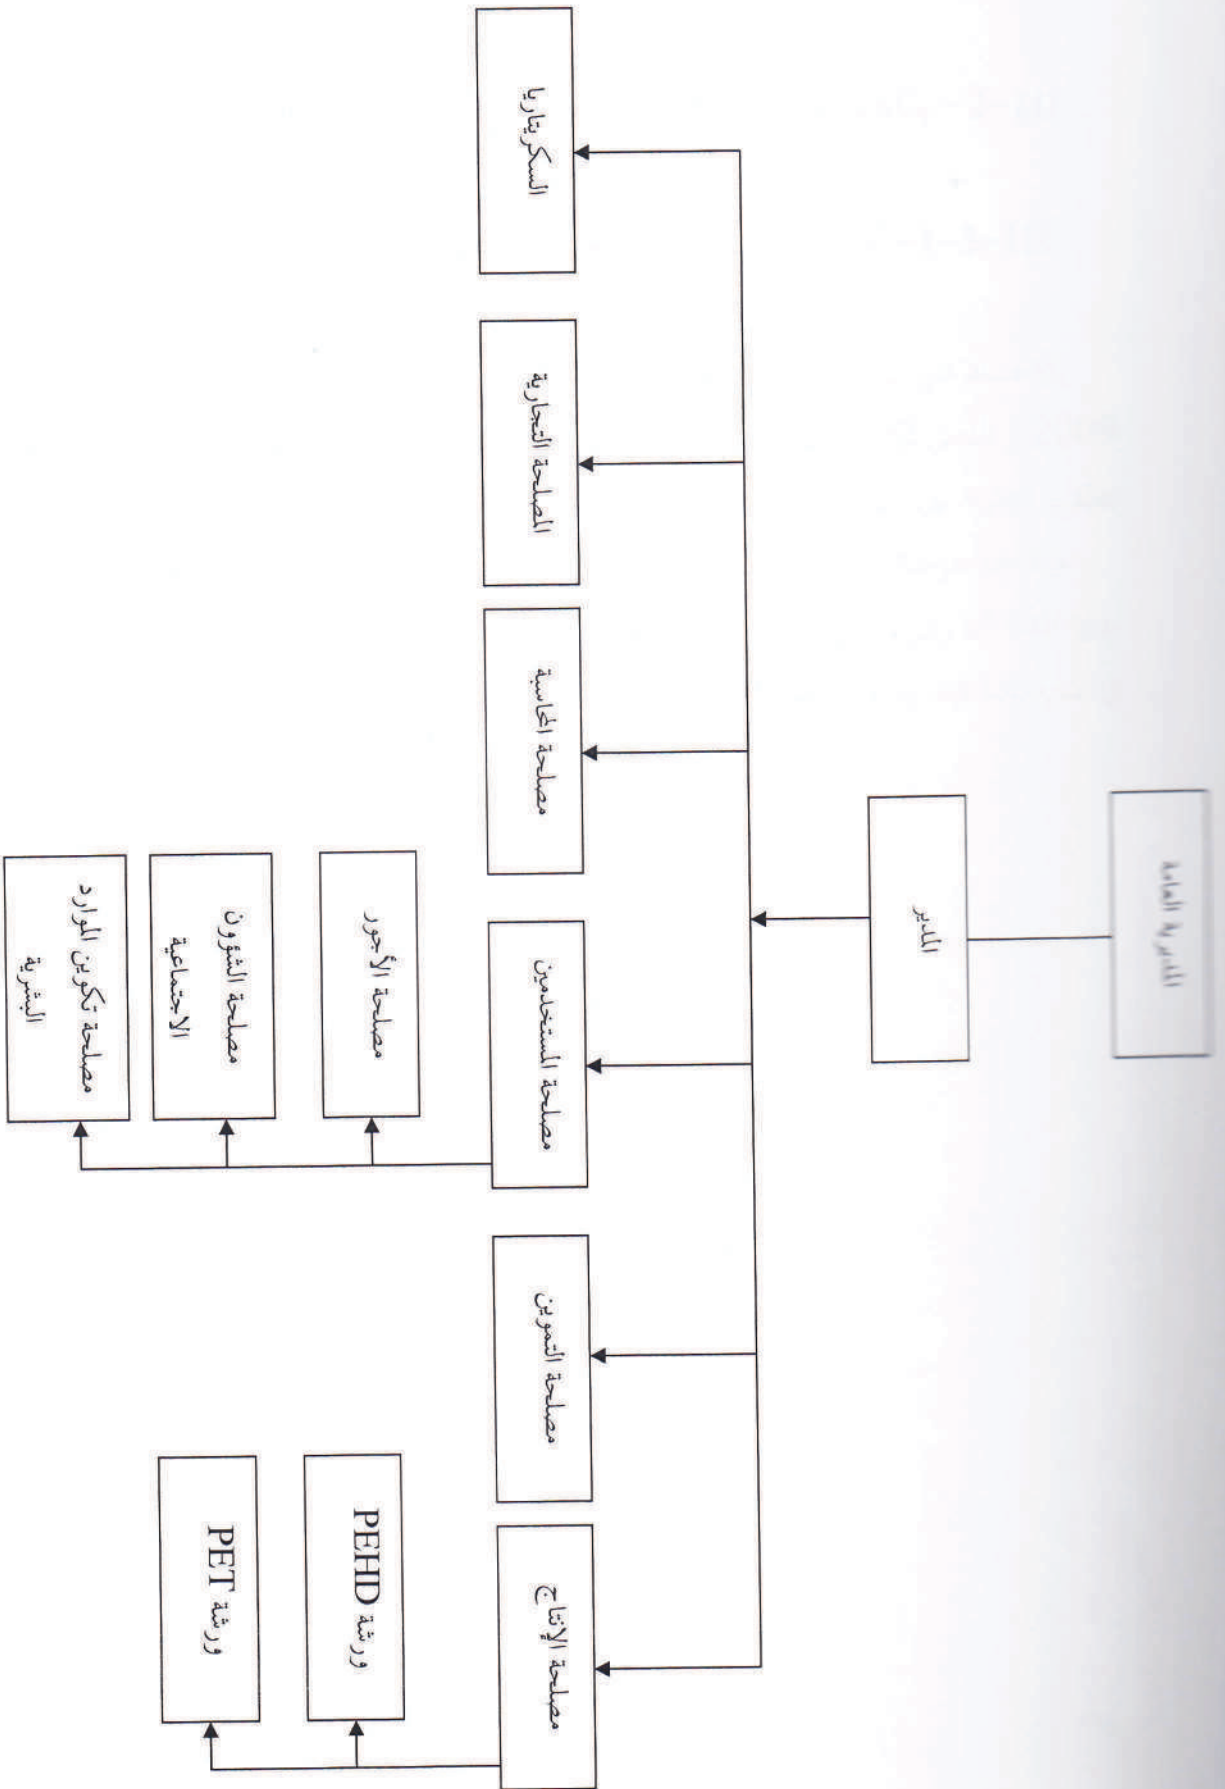 المديرية العامة
المدير
مصلحة الإنتاج
مصلحة التموين
مصلحة المستخدمين
مصلحة المحاسبة
المصلحة التجارية
السكريتاريا
ورشة PEHD
ورشة PET
مصلحة الأجور
مصلحة الشؤون
الاجتماعية
مصلحة تكوين الموارد
البشرية